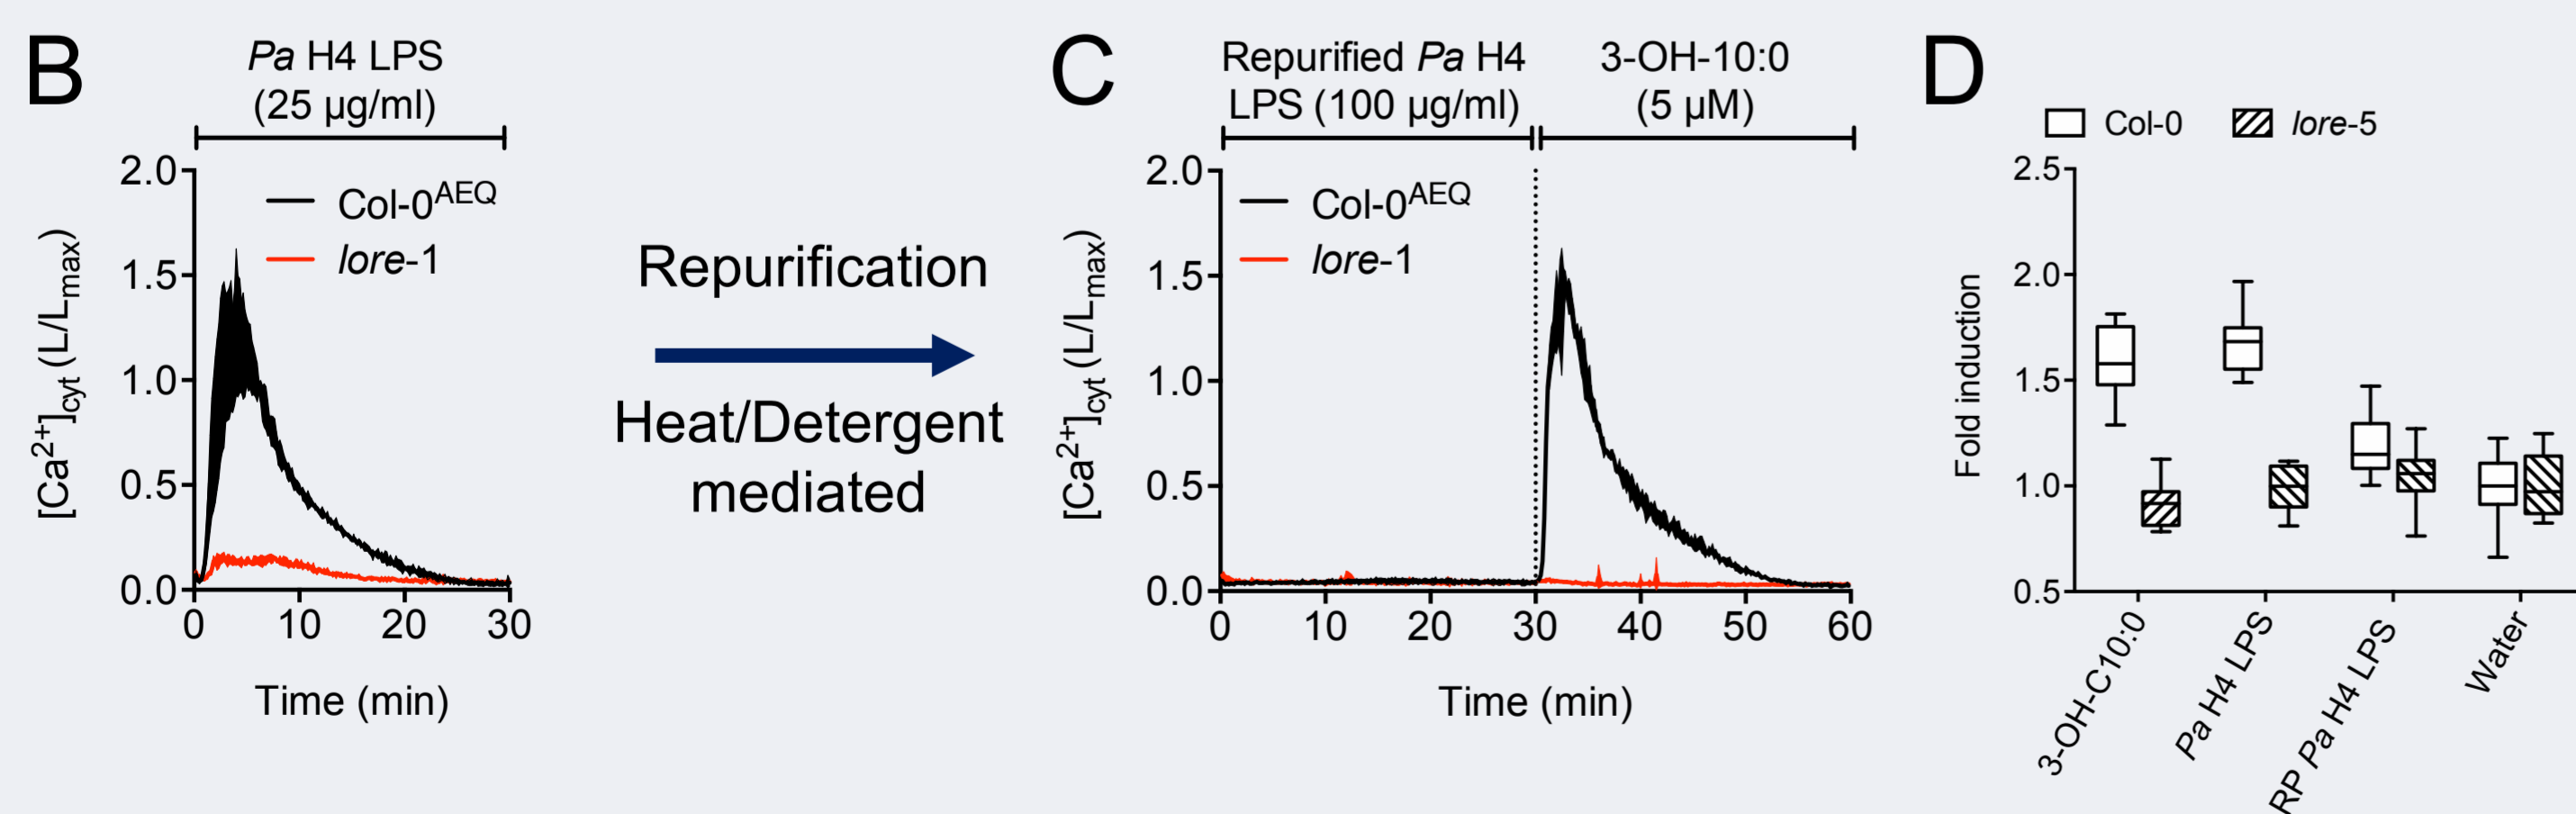 B
Pa H4 LPS
(25 µg/ml)
2.0
1.5
1.0
0.5
0.0
[Ca2+]cyt (L/Lmax)
Col-0AEQ
lore-1
0 10 20 30
Time (min)
Repurification
Heat/Detergent
mediated
C
Repurified Pa H4
LPS (100 µg/ml)
3-OH-10:0
(5 µM)
2.0
1.5
1.0
0.5
0.0
[Ca2+]cyt (L/Lmax)
Col-0AEQ
lore-1
0 10 20 30 40 50 60
Time (min)
D
Col-0 lore-5
2.5
2.0
1.5
1.0
0.5
Fold induction
3-OH-C10:0
Pa H4 LPS
RP Pa H4 LPS
Water